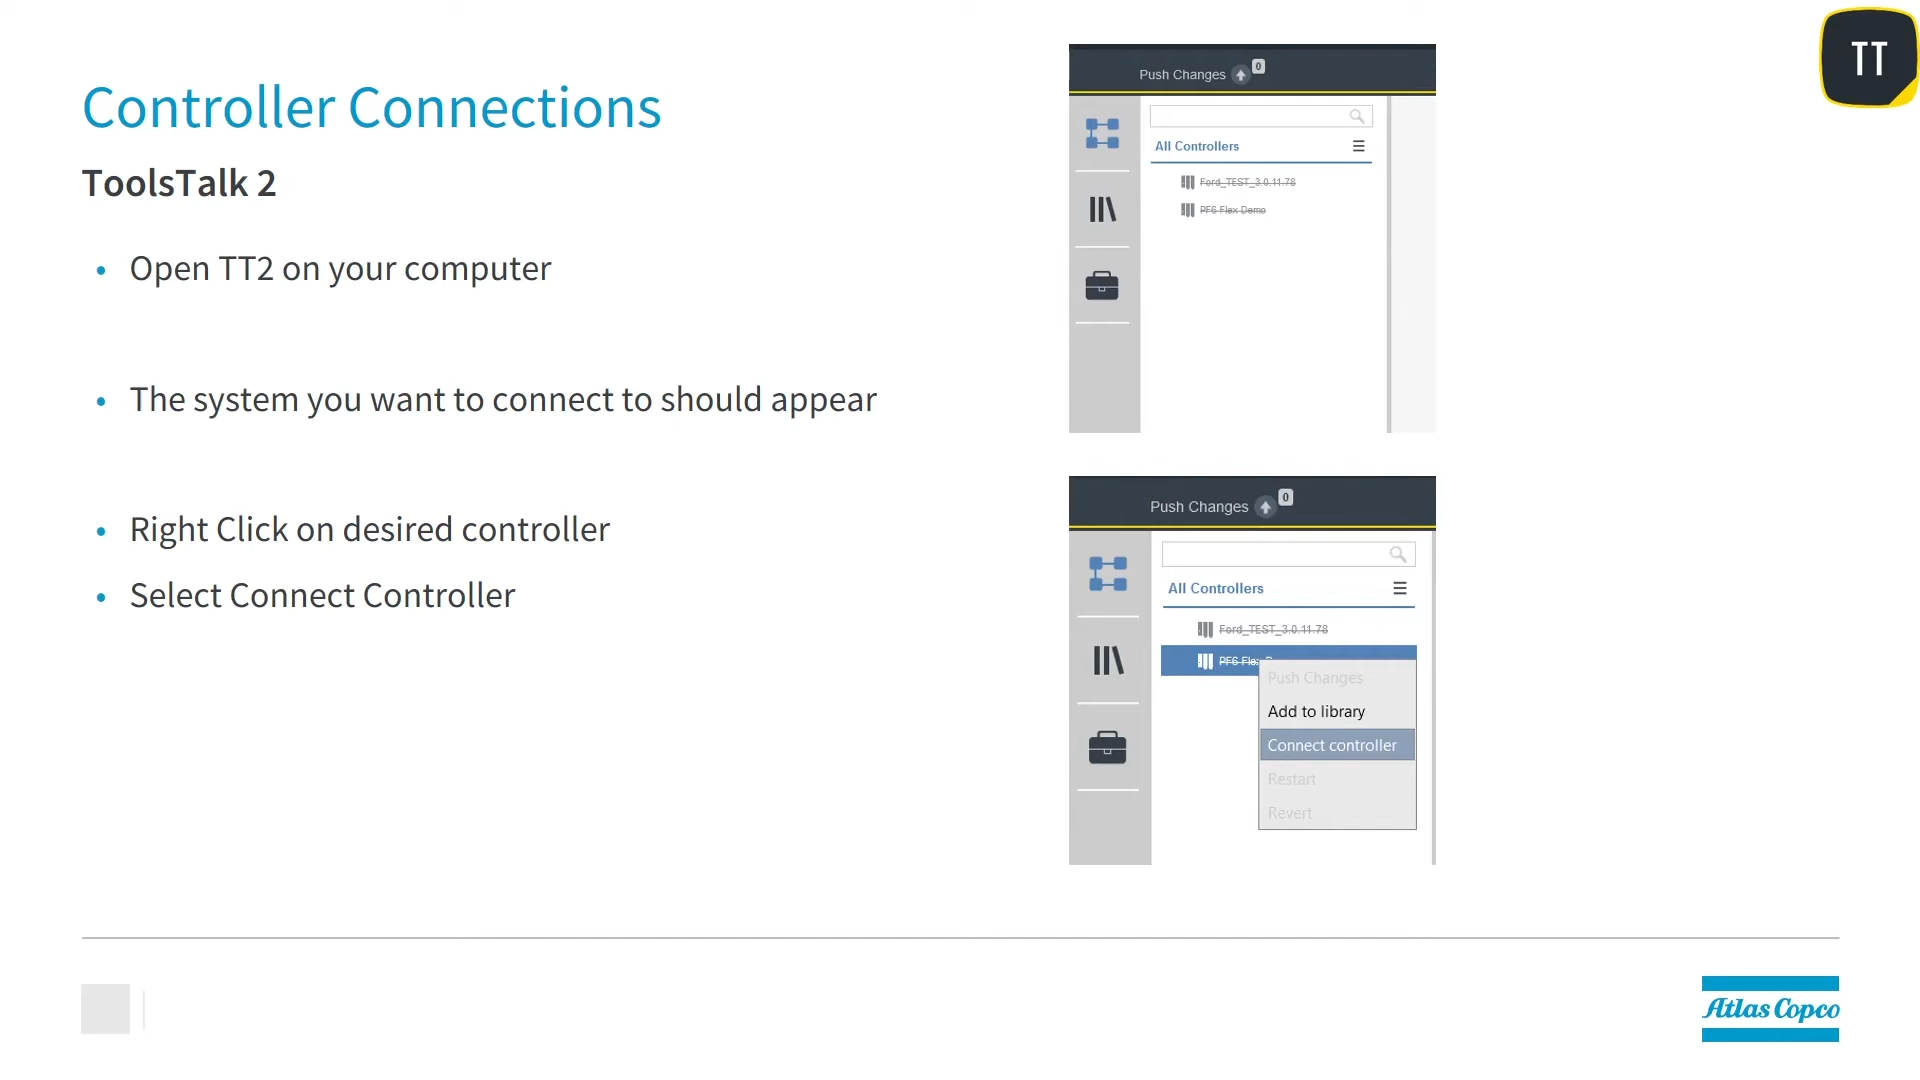 TT
Controller Connections
ToolsTalk 2
• Open TT2 on your computer
• The system you want to connect to should appear
• Right Click on desired controller
• Select Connect Controller
Push Changes 0
All Controllers
Ford_TEST_3.0.11.78
PF6 Flex Demo
Push Changes 0
All Controllers
Ford_TEST_3.0.11.78
PF6 Flex
Push Changes
Add to library
Connect controller
Restart
Revert
Atlas Copco